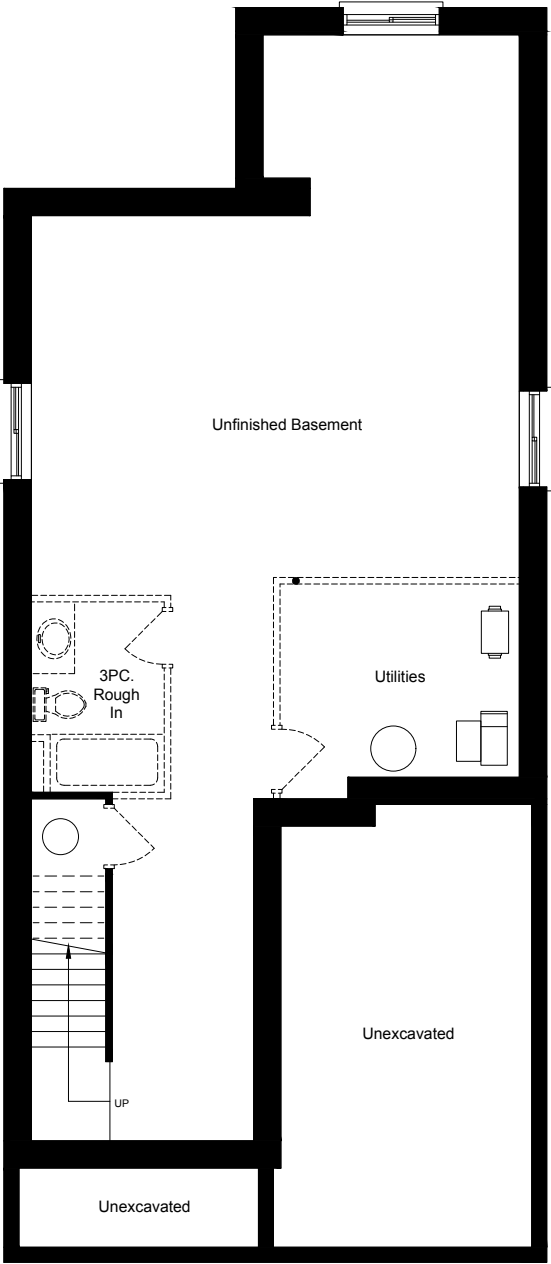 Unfinished Basement
3PC.
Rough
In
Utilities
Unexcavated
UP
Unexcavated